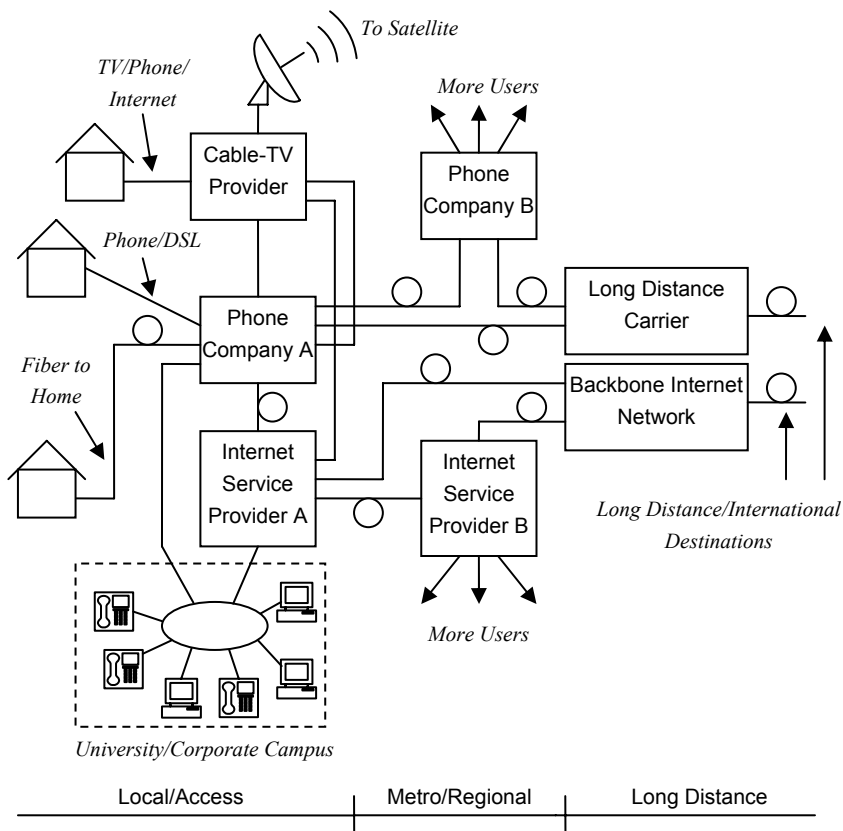 To Satellite
TV/Phone/
Internet
More Users
Cable-TV
Provider
Phone
Company B
Phone/DSL
Phone
Company A
Long Distance
Carrier
Fiber to
Home
Backbone Internet
Network
Internet
Service
Provider A
Internet
Service
Provider B
Long Distance/International
Destinations
More Users
University/Corporate Campus
Local/Access
Metro/Regional
Long Distance